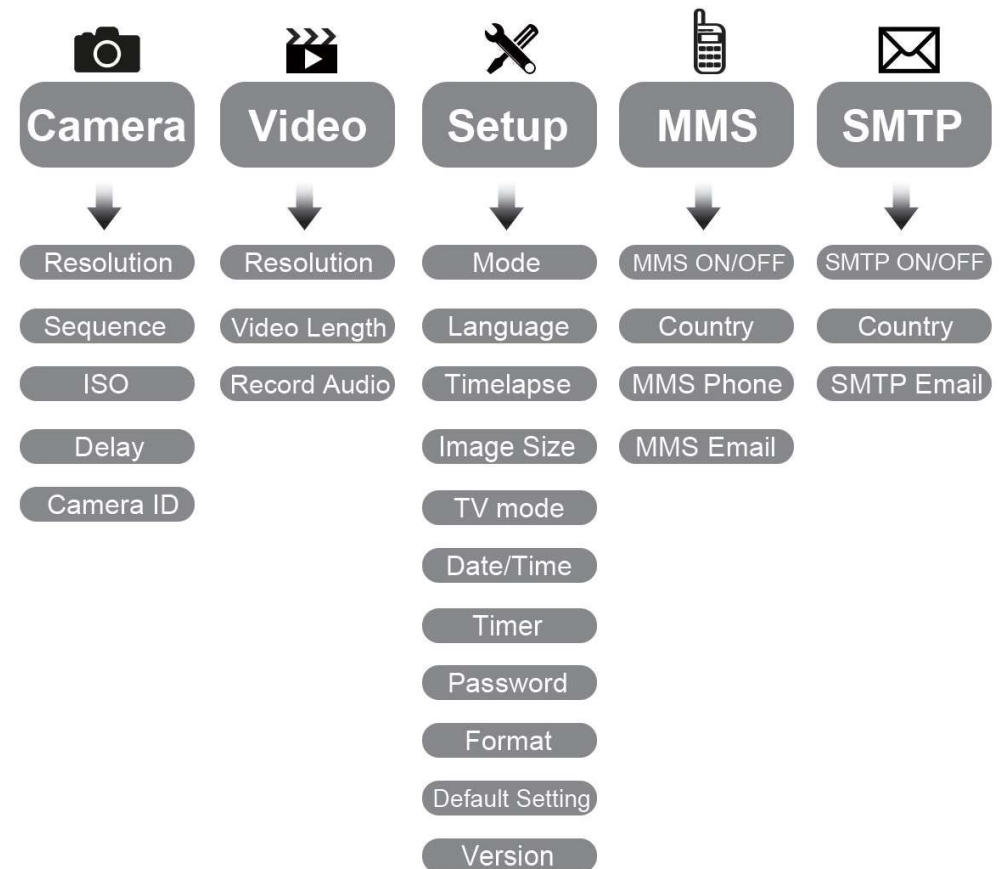 Camera
Video
Setup
MMS
SMTP
Resolution
Sequence
ISO
Delay
Camera ID
Resolution
Video Length
Record Audio
Mode
Language
Timelapse
Image Size
TV mode
Date/Time
Timer
Password
Format
Default Setting
Version
MMS ON/OFF
Country
MMS Phone
MMS Email
SMTP ON/OFF
Country
SMTP Email